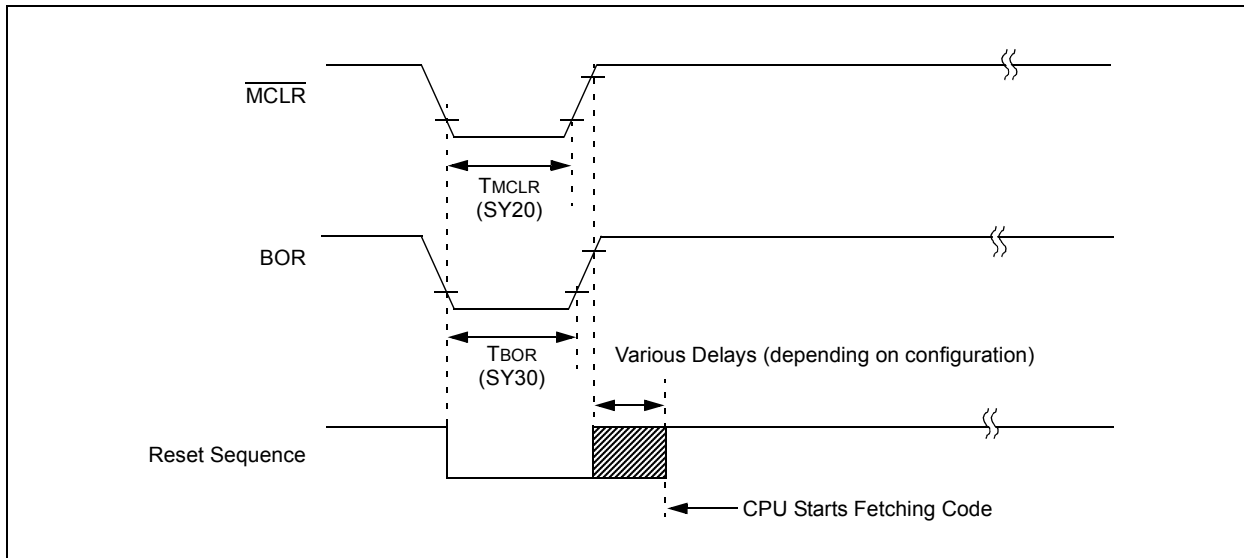 MCLR
TMCLR
(SY20)
BOR
TBOR
(SY30)
Various Delays (depending on configuration)
Reset Sequence
CPU Starts Fetching Code